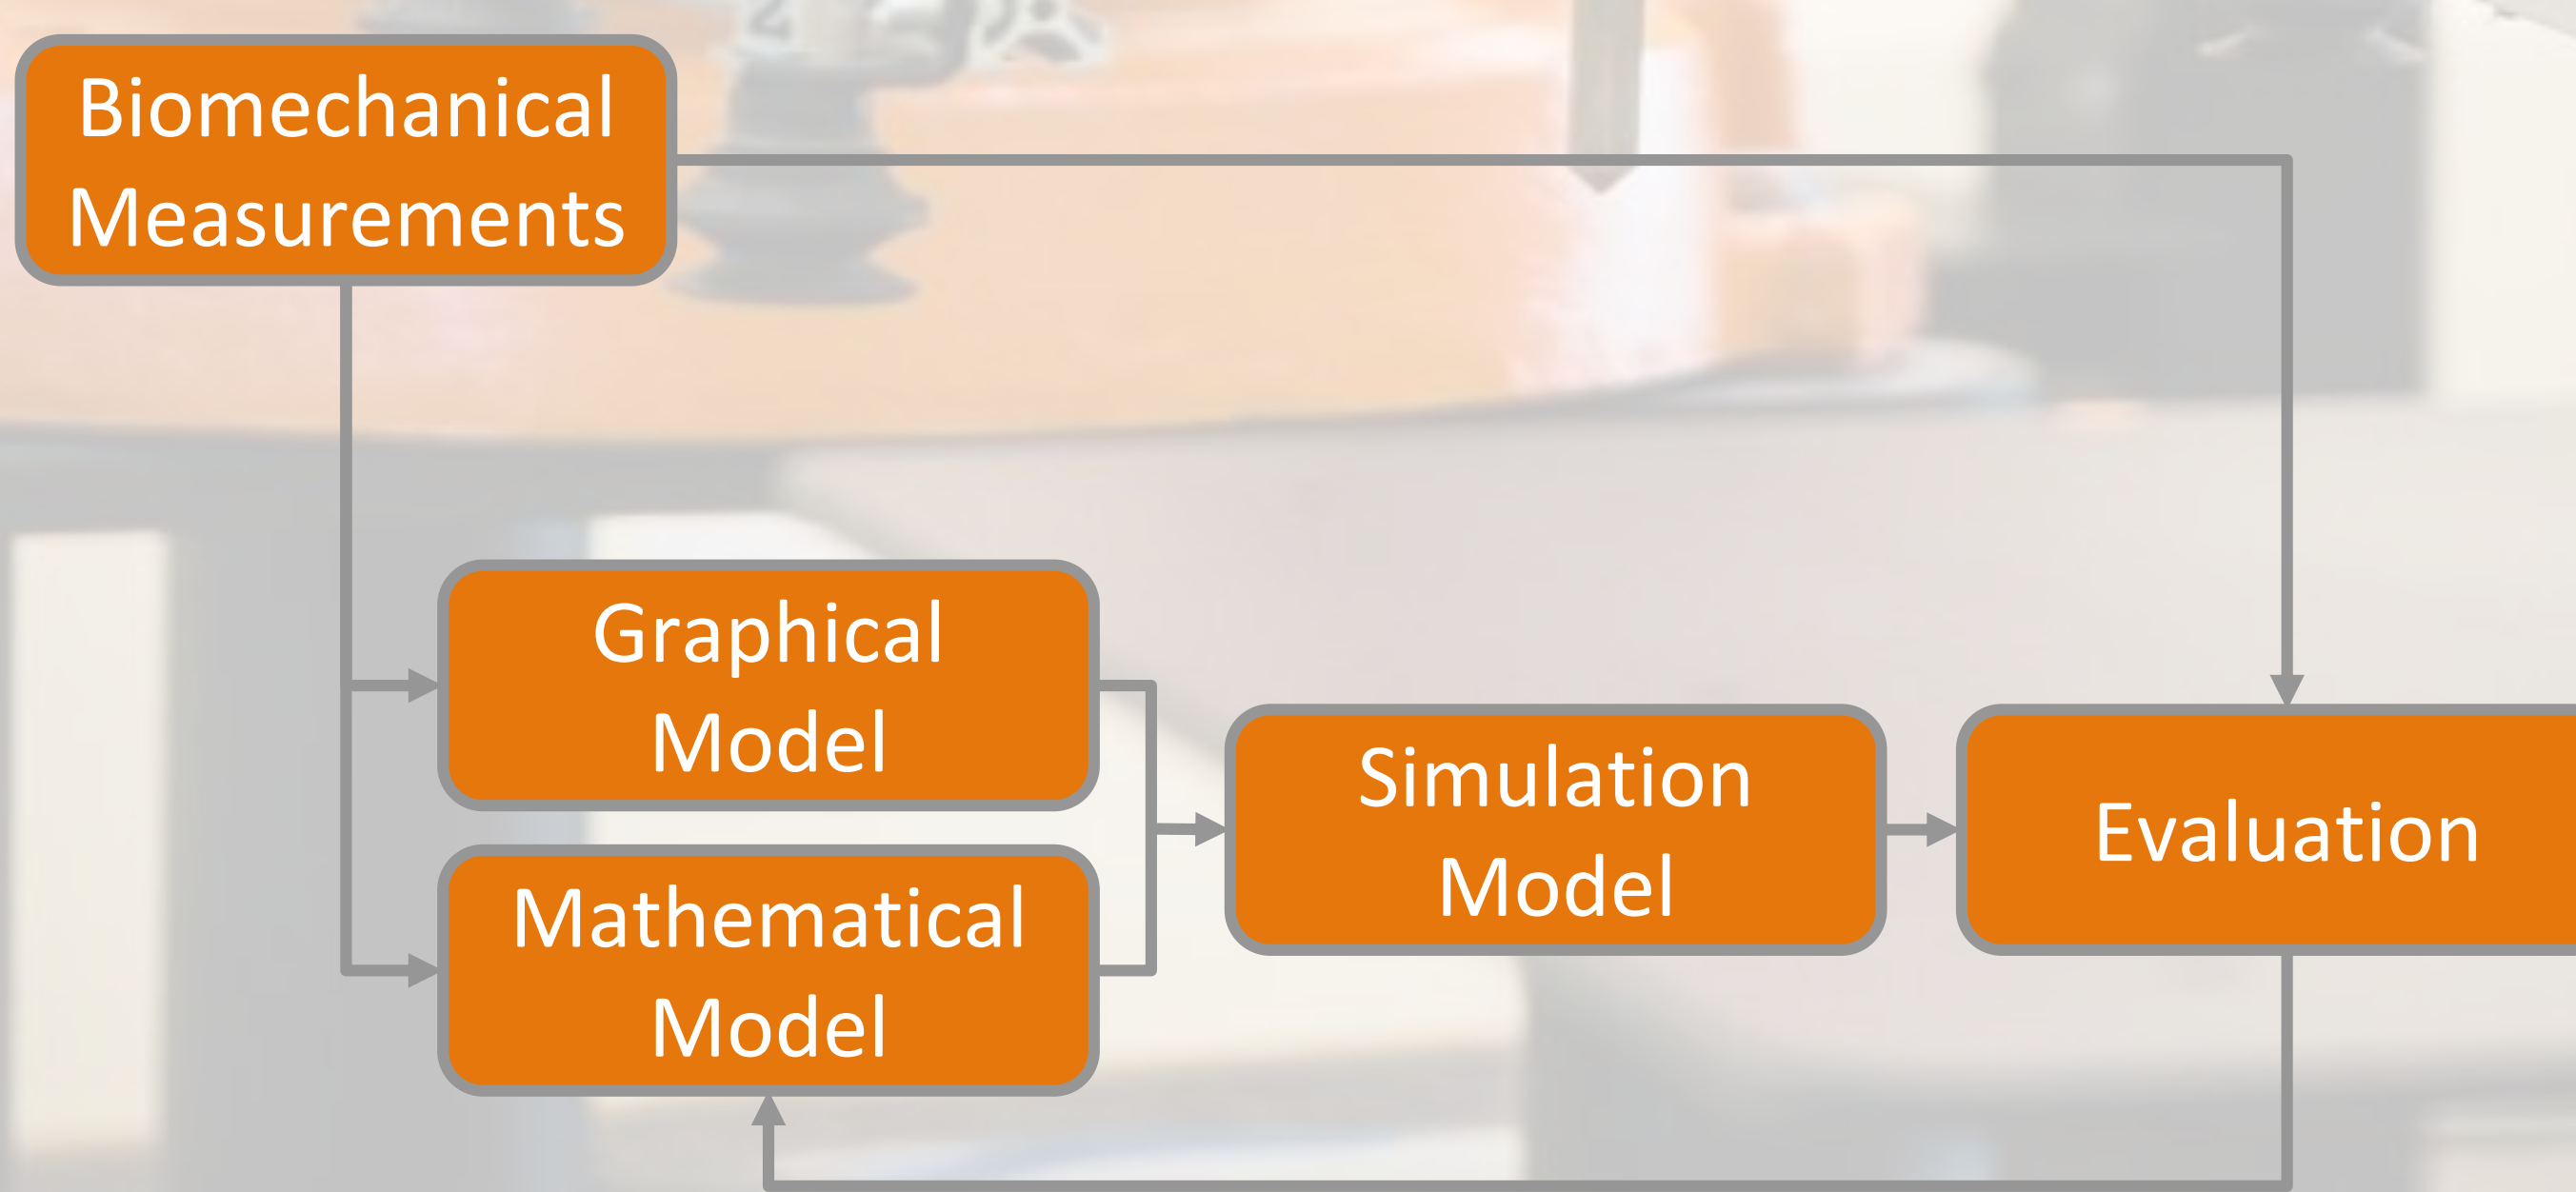 Biomechanical
Measurements
Graphical
Model
Mathematical
Model
Simulation
Model
Evaluation